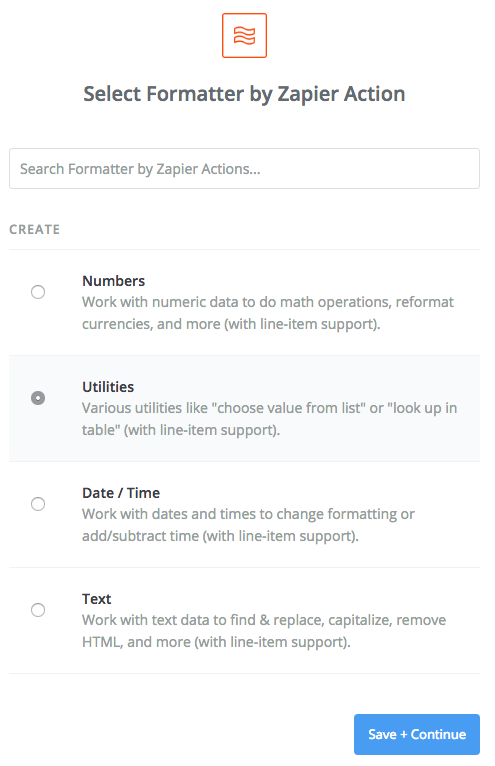 Select Formatter by Zapier Action
Search Formatter by Zapier Actions...
CREATE
Numbers
Work with numeric data to do math operations, reformat
currencies, and more (with line-item support).
Utilities
Various utilities like "choose value from list" or "look up in
table" (with line-item support).
Date / Time
Work with dates and times to change formatting or
add/subtract time (with line-item support).
Text
Work with text data to find & replace, capitalize, remove
HTML, and more (with line-item support).
Save + Continue